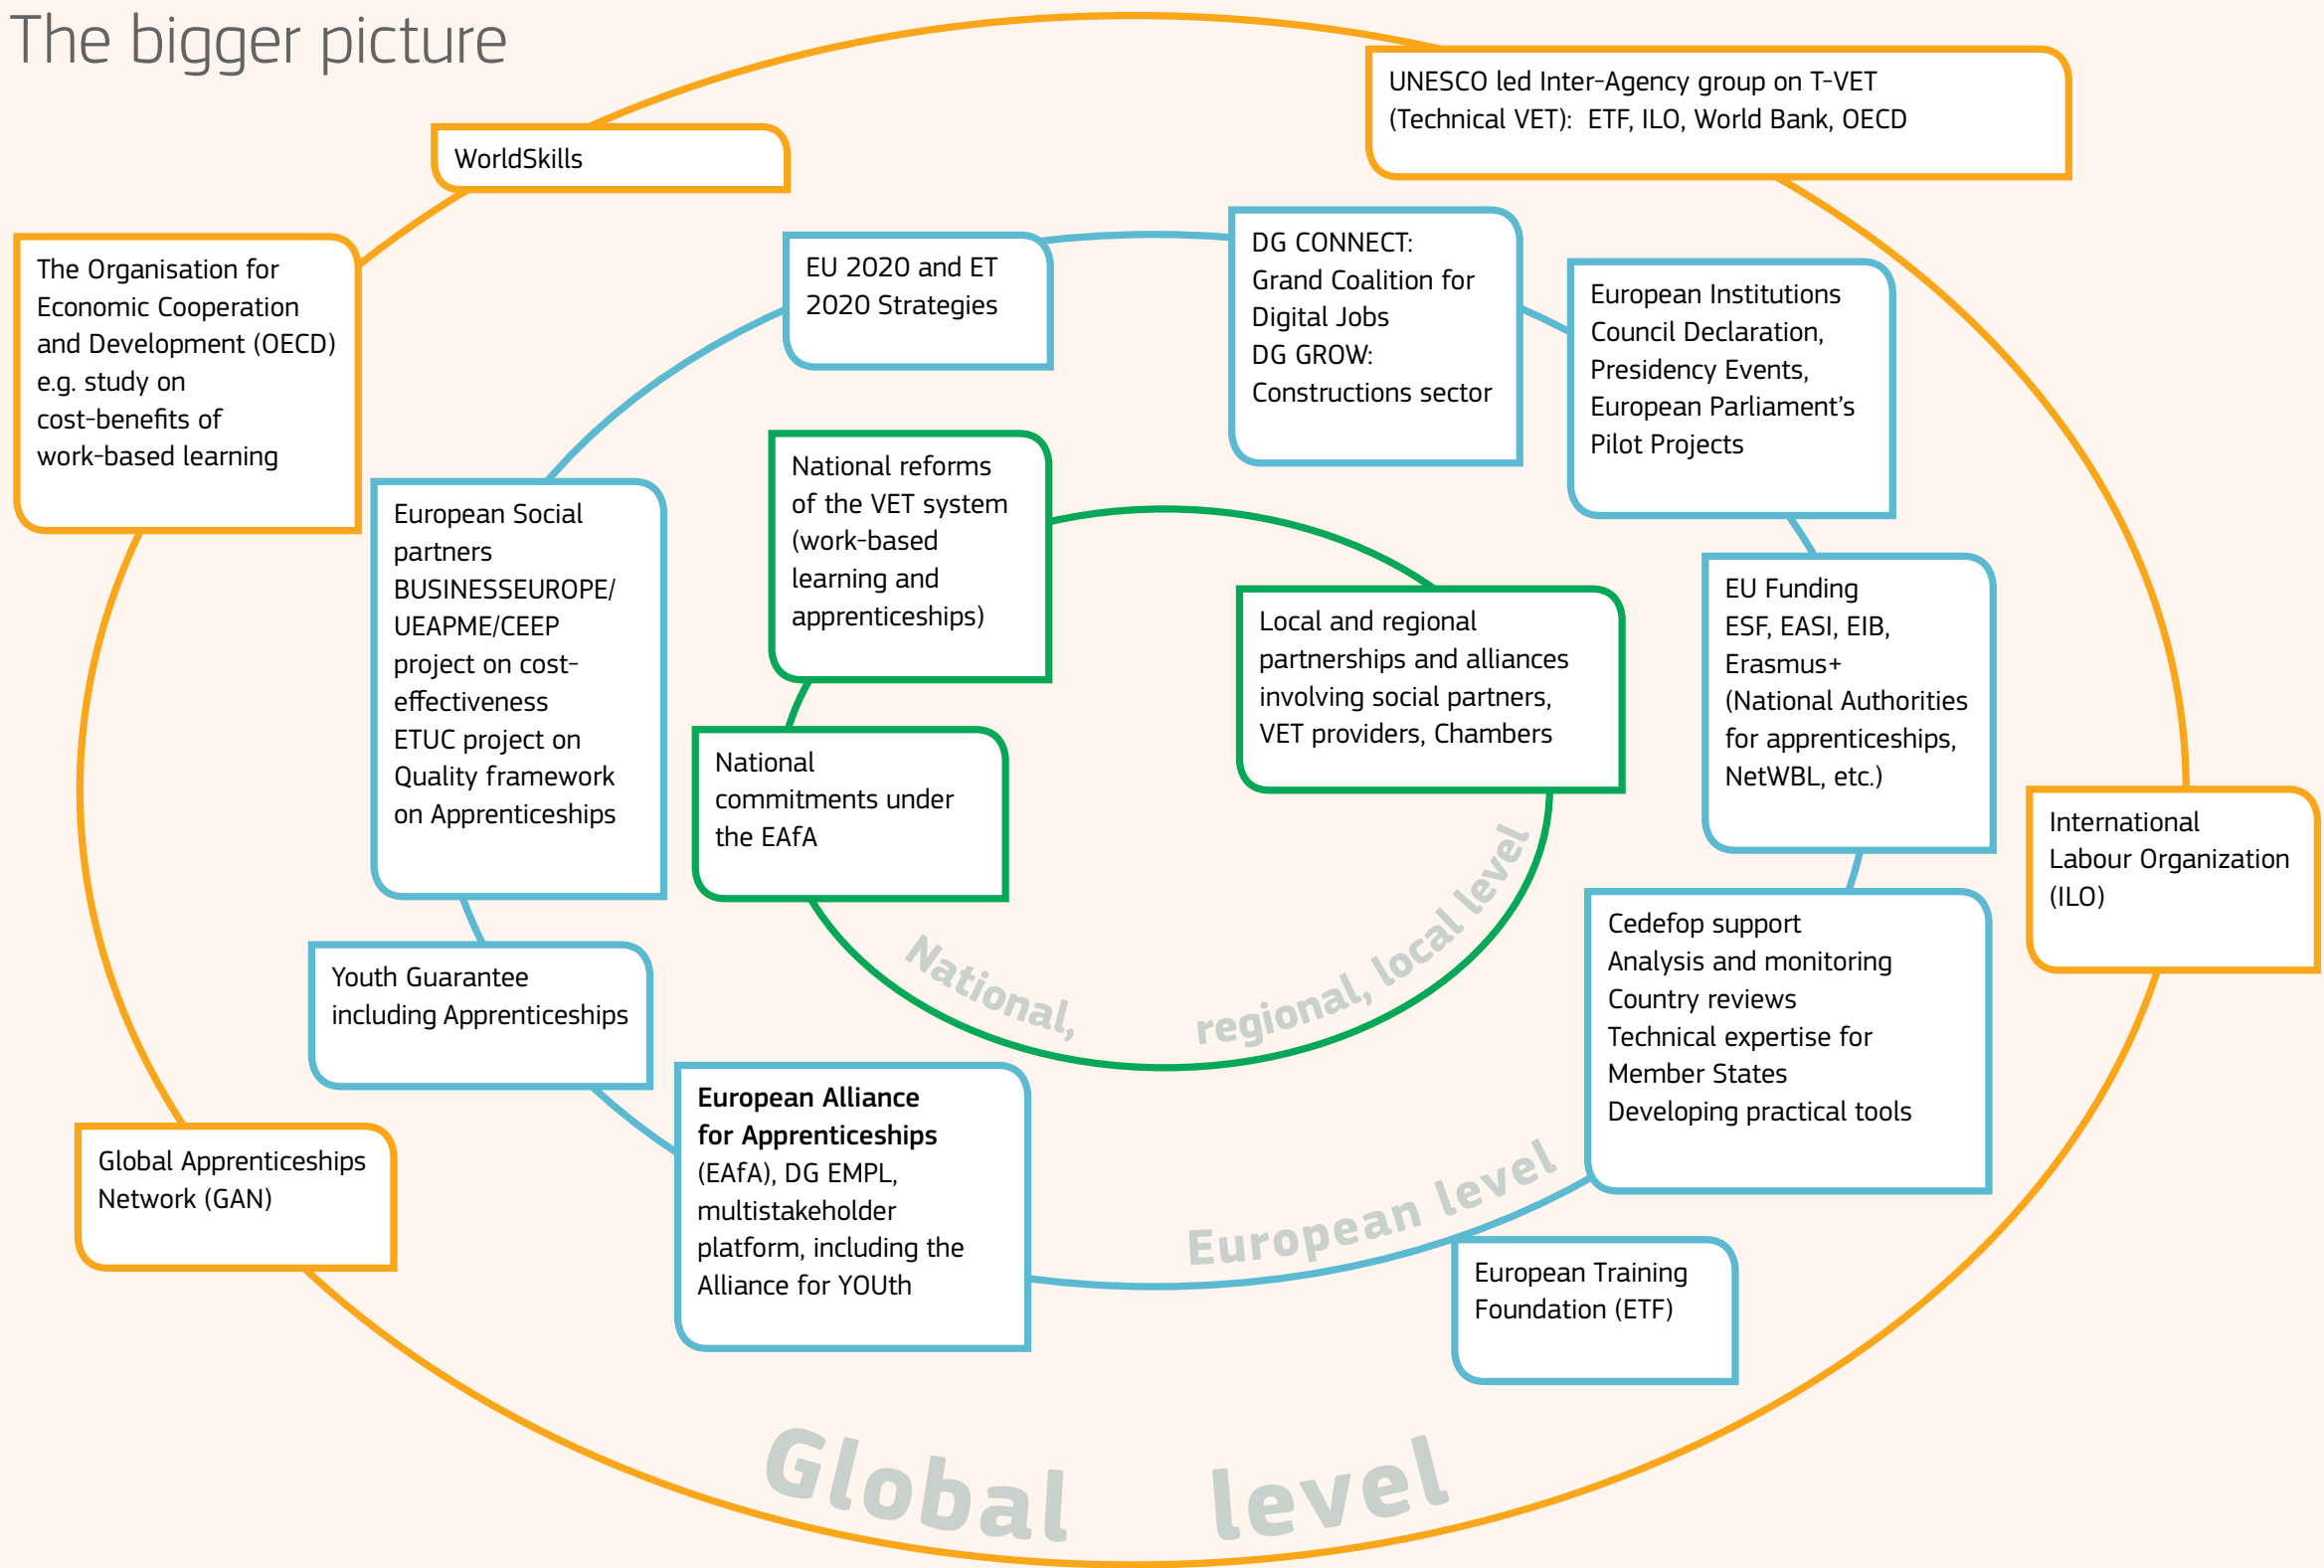 The bigger picture
UNESCO led Inter-Agency group on T-VET
(Technical VET): ETF, ILO, World Bank, OECD
WorldSkills
The Organisation for
Economic Cooperation
and Development (OECD)
e.g. study on
cost-benefits of
work-based learning
EU 2020 and ET
2020 Strategies
DG CONNECT:
Grand Coalition for
Digital Jobs
DG GROW:
Constructions sector
European Institutions
Council Declaration,
Presidency Events,
European Parliament’s
Pilot Projects
European Social
partners
BUSINESSEUROPE/
UEAPME/CEEP
project on cost-
effectiveness
ETUC project on
Quality framework
on Apprenticeships
National reforms
of the VET system
(work-based
learning and
apprenticeships)
Local and regional
partnerships and alliances
involving social partners,
VET providers, Chambers
EU Funding
ESF, EASI, EIB,
Erasmus+
(National Authorities
for apprenticeships,
NetWBL, etc.)
National
commitments under
the EAfA
International
Labour Organization
(ILO)
National, regional, local level
Cedefop support
Analysis and monitoring
Country reviews
Technical expertise for
Member States
Developing practical tools
Youth Guarantee
including Apprenticeships
European Alliance
for Apprenticeships
(EAfA), DG EMPL,
multistakeholder
platform, including the
Alliance for YOUth
Global Apprenticeships
Network (GAN)
European level
European Training
Foundation (ETF)
Global level